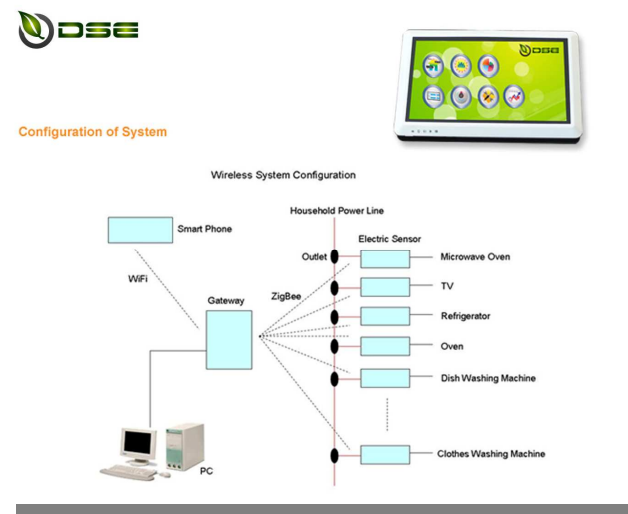 DSE
DSE
Configuration of System
Wireless System Configuration
Household Power Line
Smart Phone
Electric Sensor
Outlet
Microwave Oven
WiFi
TV
ZigBee
Gateway
Refrigerator
Oven
Dish Washing Machine
Clothes Washing Machine
PC